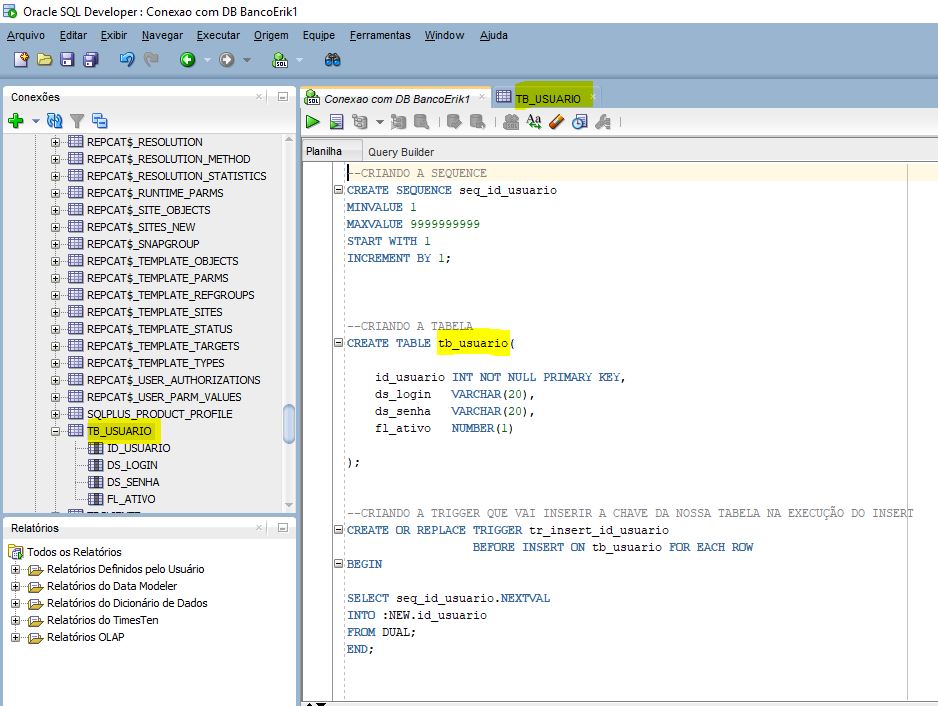 Oracle SQL Developer : Conexao com DB BancoErik1
Arquivo Editar Exibir Navegar Executar Origem Equipe Ferramentas Window Ajuda
Conexões
REPCAT$_RESOLUTION
REPCAT$_RESOLUTION_METHOD
REPCAT$_RESOLUTION_STATISTICS
REPCAT$_RUNTIME_PARMS
REPCAT$_SITE_OBJECTS
REPCAT$_SITES_NEW
REPCAT$_SNAPGROUP
REPCAT$_TEMPLATE_OBJECTS
REPCAT$_TEMPLATE_PARMS
REPCAT$_TEMPLATE_REFGROUPS
REPCAT$_TEMPLATE_SITES
REPCAT$_TEMPLATE_STATUS
REPCAT$_TEMPLATE_TARGETS
REPCAT$_TEMPLATE_TYPES
REPCAT$_USER_AUTHORIZATIONS
REPCAT$_USER_PARM_VALUES
SQLPLUS_PRODUCT_PROFILE
TB_USUARIO
ID_USUARIO
DS_LOGIN
DS_SENHA
FL_ATIVO
Relatórios
Todos os Relatórios
Relatórios Definidos pelo Usuário
Relatórios do Data Modeler
Relatórios do Dicionário de Dados
Relatórios do TimesTen
Relatórios OLAP
Conexao com DB BancoErik1
TB_USUARIO
Planilha Query Builder
--CRIANDO A SEQUENCE
CREATE SEQUENCE seq_id_usuario
MINVALUE 1
MAXVALUE 9999999999
START WITH 1
INCREMENT BY 1;
--CRIANDO A TABELA
CREATE TABLE tb_usuario(
id_usuario INT NOT NULL PRIMARY KEY,
ds_login VARCHAR(20),
ds_senha VARCHAR(20),
fl_ativo NUMBER(1)
);
--CRIANDO A TRIGGER QUE VAI INSERIR A CHAVE DA NOSSA TABELA NA EXECUÇÃO DO INSERT
CREATE OR REPLACE TRIGGER tr_insert_id_usuario
BEFORE INSERT ON tb_usuario FOR EACH ROW
BEGIN
SELECT seq_id_usuario.NEXTVAL
INTO :NEW.id_usuario
FROM DUAL;
END;